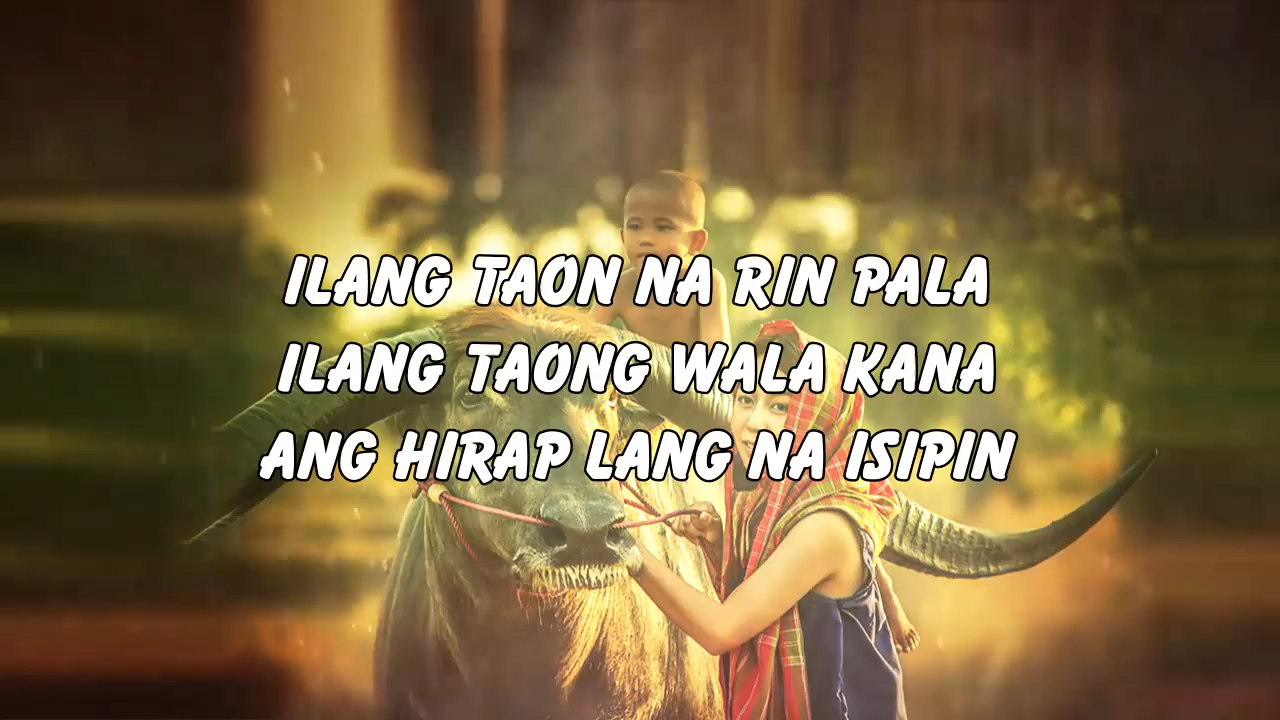 ILANG TAON NA RIN PALA
ILANG TAONG WALA KANA
ANG HIRAP LANG NA ISIPIN